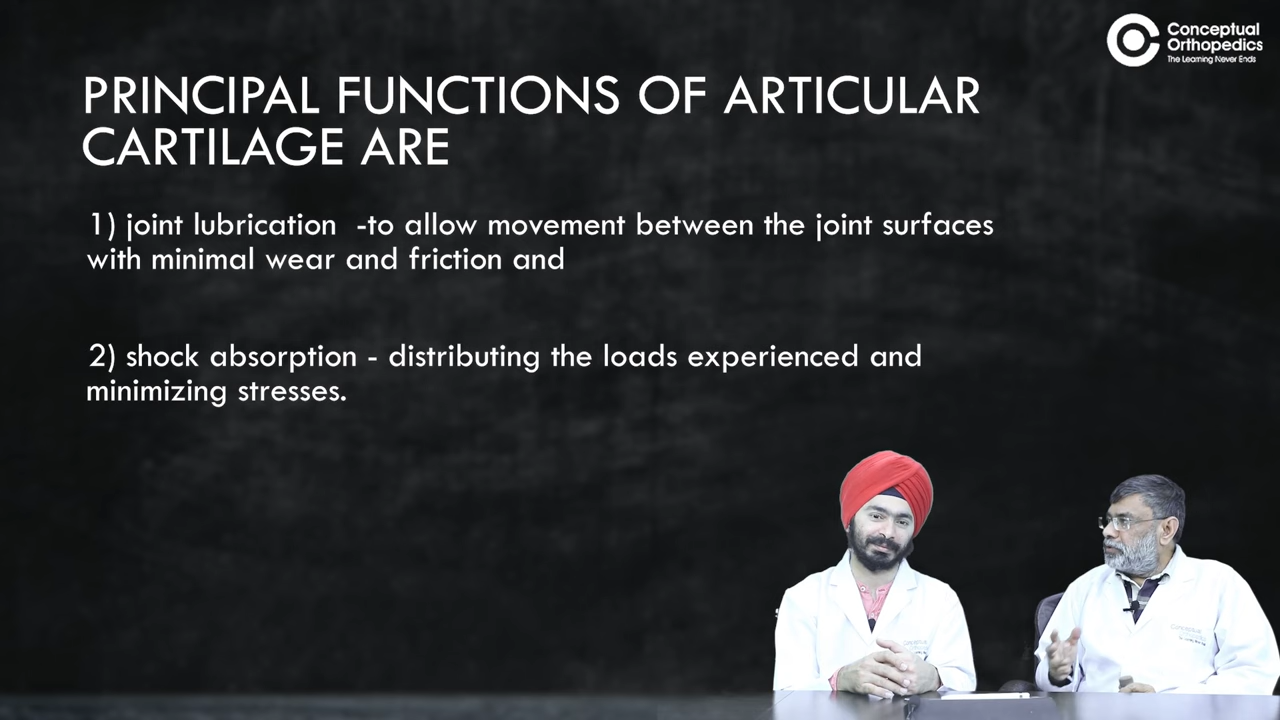 Conceptual
Orthopedics
The Learning Never Ends
PRINCIPAL FUNCTIONS OF ARTICULAR
CARTILAGE ARE
1) joint lubrication -to allow movement between the joint surfaces
with minimal wear and friction and
2) shock absorption - distributing the loads experienced and
minimizing stresses.
Conceptual
Conceptual